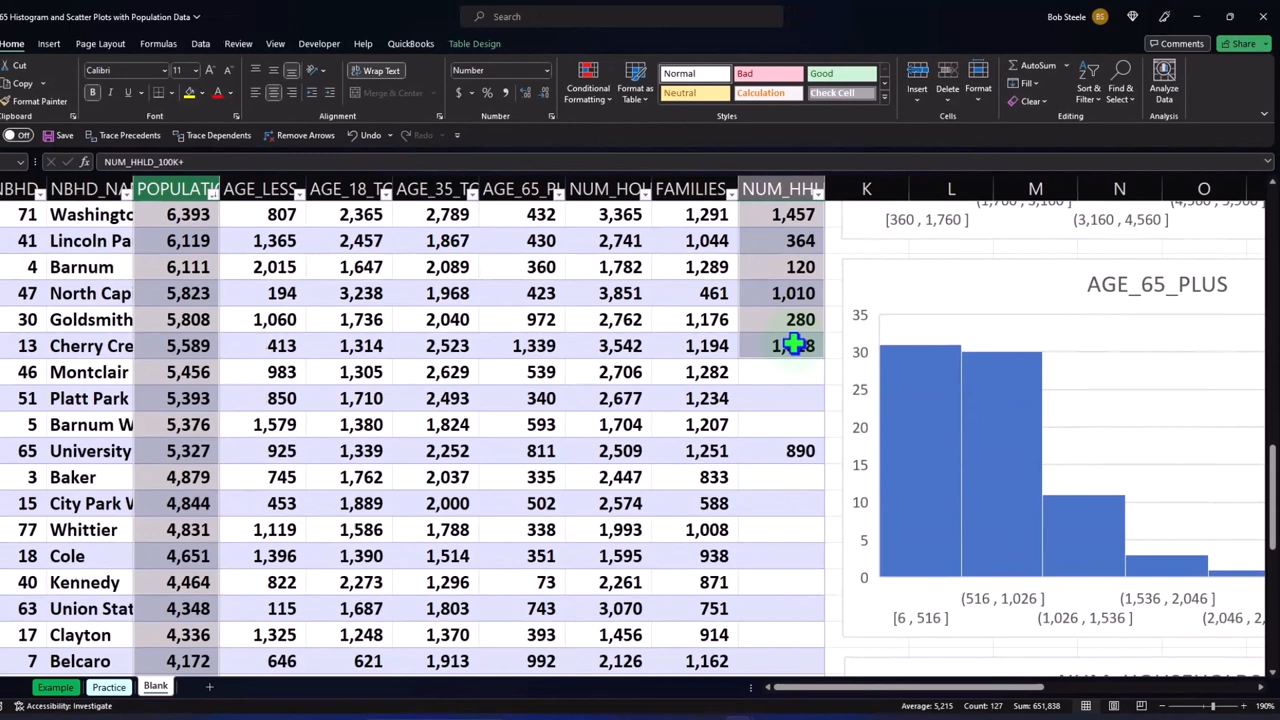 65 Histogram and Scatter Plots with Population Data
Search
Bob Steele
BS
Home Insert Page Layout Formulas Data Review View Developer Help QuickBooks Table Design
Comments
Share
Cut
Copy
Format Painter
Clipboard
Calibri 11
Font
Wrap Text
Merge & Center
Alignment
Number
Number
Conditional Formatting
Format as Table
Normal Bad Good
Neutral Calculation Check Cell
Styles
Insert
Delete
Format
Cells
AutoSum
Fill
Clear
Sort & Filter
Find & Select
Editing
Analyze Data
Analysis
Off Save Trace Precedents Trace Dependents Remove Arrows Undo Redo
NUM_HHLD_100K+
NBHD NBHD_NA POPULATI AGE_LESS_ AGE_18_TO AGE_35_TO AGE_65_PL NUM_HOU FAMILIES NUM_HHL K L M N O
71 Washingto 6,393 807 2,365 2,789 432 3,365 1,291 1,457
41 Lincoln Pa 6,119 1,365 2,457 1,867 430 2,741 1,044 364
4 Barnum 6,111 2,015 1,647 2,089 360 1,782 1,289 120
47 North Cap 5,823 194 3,238 1,968 423 3,851 461 1,010
30 Goldsmith 5,808 1,060 1,736 2,040 972 2,762 1,176 280
13 Cherry Cre 5,589 413 1,314 2,523 1,339 3,542 1,194
46 Montclair 5,456 983 1,305 2,629 539 2,706 1,282
51 Platt Park 5,393 850 1,710 2,493 340 2,677 1,234
5 Barnum W 5,376 1,579 1,380 1,824 593 1,704 1,207
65 University 5,327 925 1,339 2,252 811 2,509 1,251 890
3 Baker 4,879 745 1,762 2,037 335 2,447 833
15 City Park W 4,844 453 1,889 2,000 502 2,574 588
77 Whittier 4,831 1,119 1,586 1,788 338 1,993 1,008
18 Cole 4,651 1,396 1,390 1,514 351 1,595 938
40 Kennedy 4,464 822 2,273 1,296 73 2,261 871
63 Union Stat 4,348 115 1,687 1,803 743 3,070 751
17 Clayton 4,336 1,325 1,248 1,370 393 1,456 914
7 Belcaro 4,172 646 621 1,913 992 2,126 1,162
[360 , 1,760] (3,160 , 4,560]
AGE_65_PLUS
35
30
25
20
15
10
5
0
(516 , 1,026] (1,536 , 2,046]
[6 , 516] (1,026 , 1,536] (2,046 , 2,
Example Practice Blank
Accessibility: Investigate
Average: 5,215 Count: 127 Sum: 651,838
190%